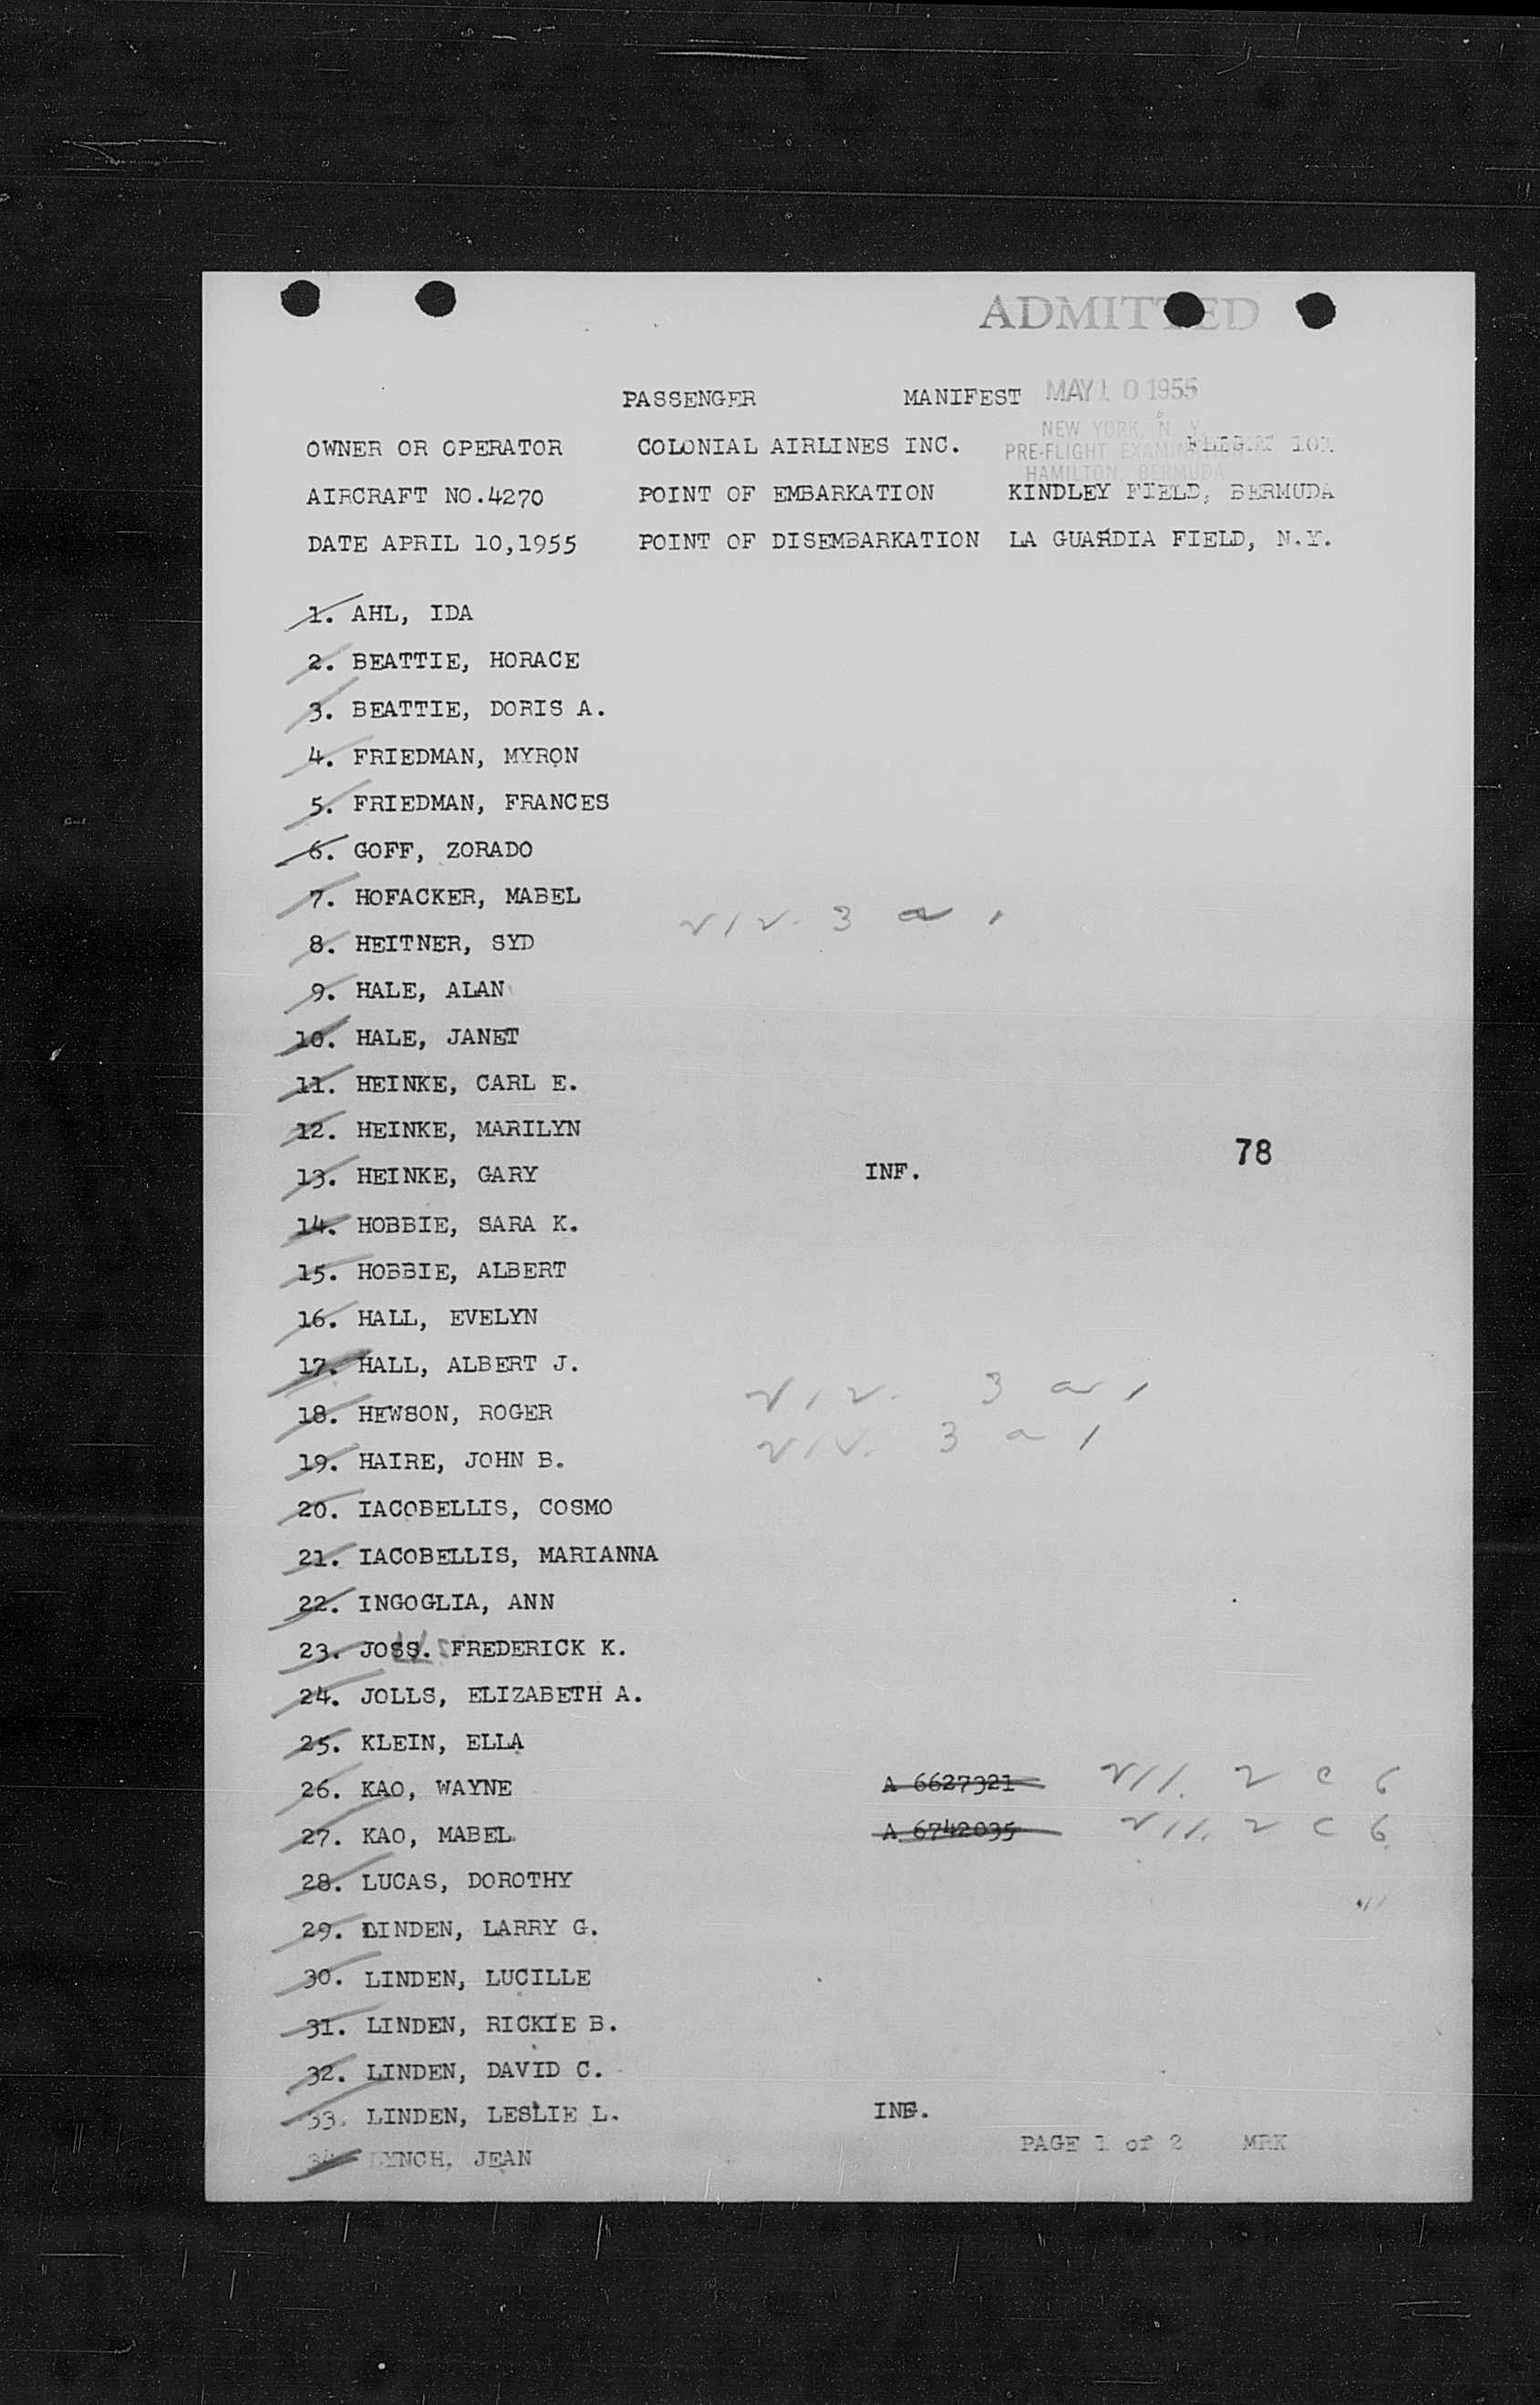 ADMITTED
PASSENGER MANIFEST MAY 10 1955
NEW YORK, N. Y.
OWNER OR OPERATOR COLONIAL AIRLINES INC. FLIGHT
PRE-FLIGHT EXAMINATION
HAMILTON, BERMUDA
AIRCRAFT NO.4270 POINT OF EMBARKATION KINDLEY FIELD, BERMUDA
DATE APRIL 10,1955 POINT OF DISEMBARKATION LA GUARDIA FIELD, N.Y.
1. AHL, IDA
2. BEATTIE, HORACE
3. BEATTIE, DORIS A.
4. FRIEDMAN, MYRON
5. FRIEDMAN, FRANCES
6. GOFF, ZORADO
7. HOFACKER, MABEL
8. HEITNER, SYD
9. HALE, ALAN
10. HALE, JANET
11. HEINKE, CARL E.
12. HEINKE, MARILYN
78
13. HEINKE, GARY INF.
14. HOBBIE, SARA K.
15. HOBBIE, ALBERT
16. HALL, EVELYN
17. HALL, ALBERT J.
18. HEWSON, ROGER
19. HAIRE, JOHN B.
20. IACOBELLIS, COSMO
21. IACOBELLIS, MARIANNA
22. INGOGLIA, ANN
23. JOSS. FREDERICK K.
24. JOLLS, ELIZABETH A.
25. KLEIN, ELLA
26. KAO, WAYNE A 6627321
27. KAO, MABEL A 6742035
28. LUCAS, DOROTHY
29. LINDEN, LARRY G.
30. LINDEN, LUCILLE
31. LINDEN, RICKIE B.
32. LINDEN, DAVID C.
33. LINDEN, LESLIE L. INF.
PAGE 1 of 2 MRK
34. LYNCH, JEAN